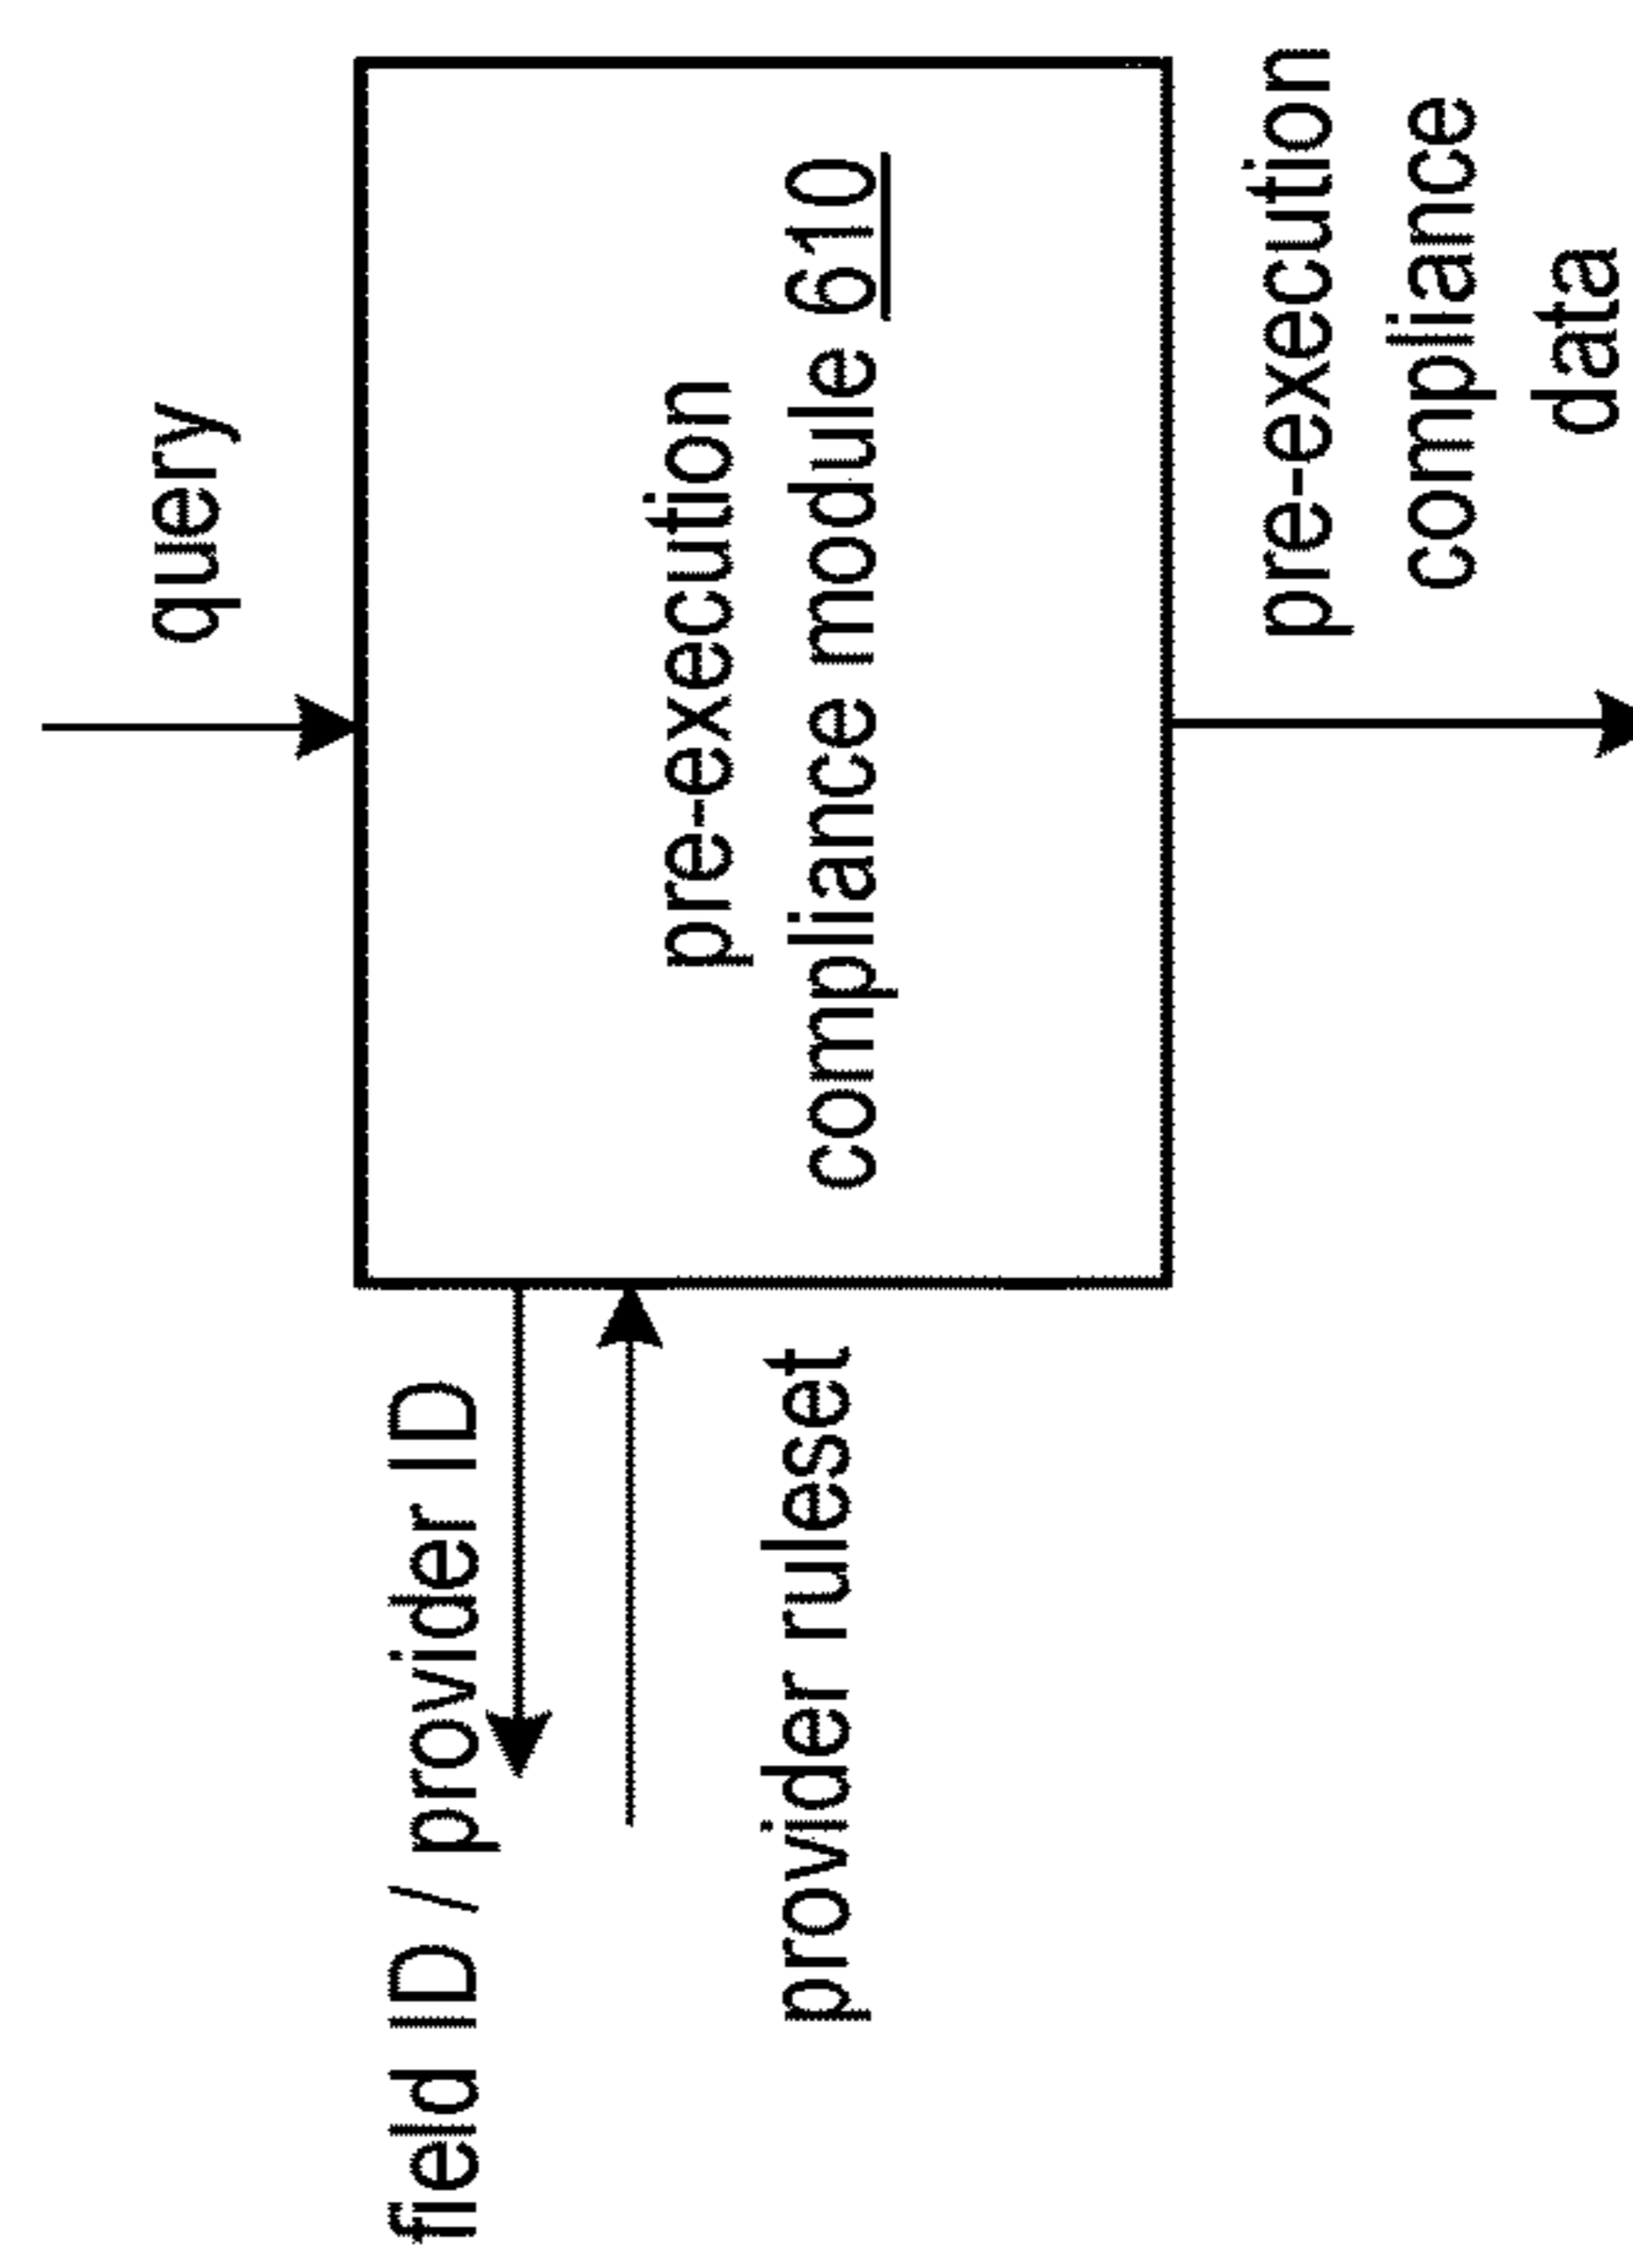 query
field ID / provider ID
pre-execution
compliance module 610
provider ruleset
pre-execution
compliance
data